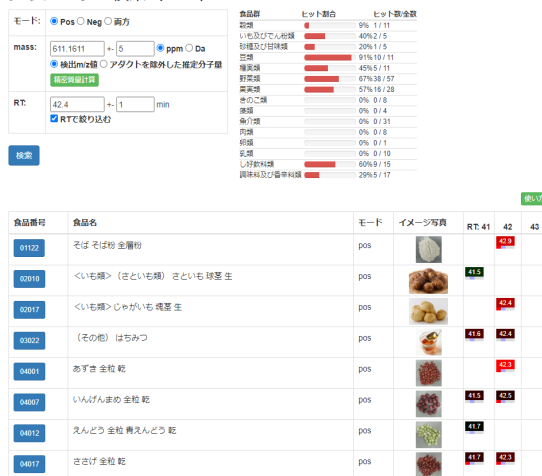 モード: Pos Neg 両方
mass: 611.1611 +- 5 ppm Da
検出m/z値 アダクトを除外した推定分子量
精密質量計算
RT: 42.4 +- 1 min
RTで絞り込む
検索
食品群 ヒット割合 ヒット数/全数
穀類 9% 1 / 11
いも及びでん粉類 40% 2 / 5
砂糖及び甘味類 20% 1 / 5
豆類 91% 10 / 11
種実類 45% 5 / 11
野菜類 67% 38 / 57
果実類 57% 16 / 28
きのこ類 0% 0 / 8
藻類 0% 0 / 4
魚介類 0% 0 / 31
肉類 0% 0 / 8
卵類 0% 0 / 1
乳類 0% 0 / 10
し好飲料類 60% 9 / 15
調味料及び香辛料類 29% 5 / 17
食品番号 食品名 モード イメージ写真 RT: 41 42 43
01122 そば そば粉 全層粉 pos 42.9
02010 <いも類>（さといも類） さといも 球茎 生 pos 41.5
02017 <いも類>じゃがいも 塊茎 生 pos 42.4
03022 （その他） はちみつ pos 41.6 42.4
04001 あずき 全粒 乾 pos 42.3
04007 いんげんまめ 全粒 乾 pos 41.5 42.5
04012 えんどう 全粒 青えんどう 乾 pos 41.7
04017 ささげ 全粒 乾 pos 41.7 42.3